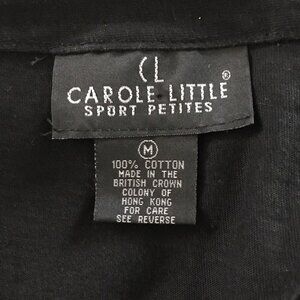 CL
CAROLE LITTLE®
SPORT PETITES
M
100% COTTON
MADE IN THE
BRITISH CROWN
COLONY OF
HONG KONG
FOR CARE
SEE REVERSE